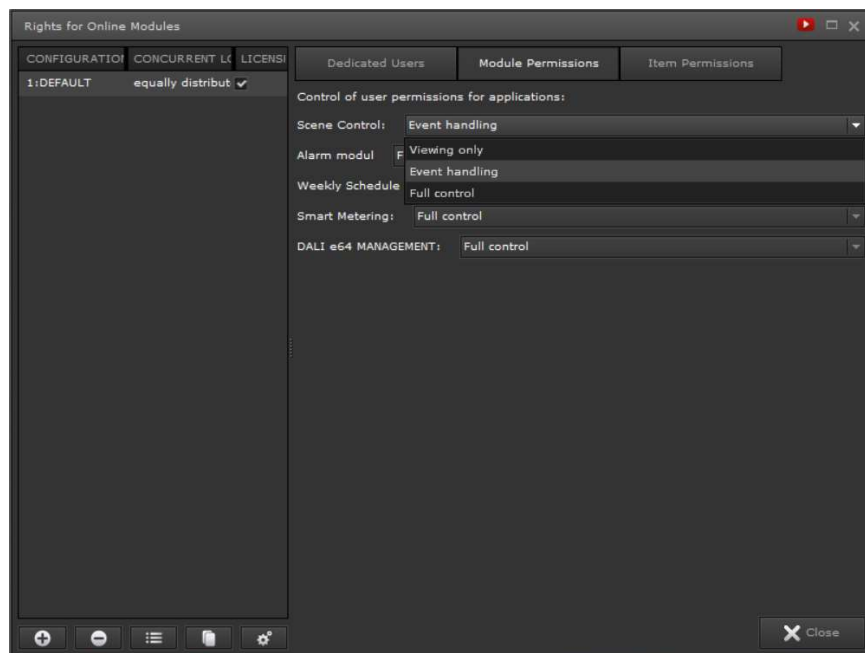 Rights for Online Modules
CONFIGURATION CONCURRENT LO LICENSI
1:DEFAULT equally distribut
Dedicated Users Module Permissions Item Permissions
Control of user permissions for applications:
Scene Control: Event handling
Viewing only
Alarm modul F
Event handling
Weekly Schedule
Full control
Smart Metering: Full control
DALI e64 MANAGEMENT: Full control
Close